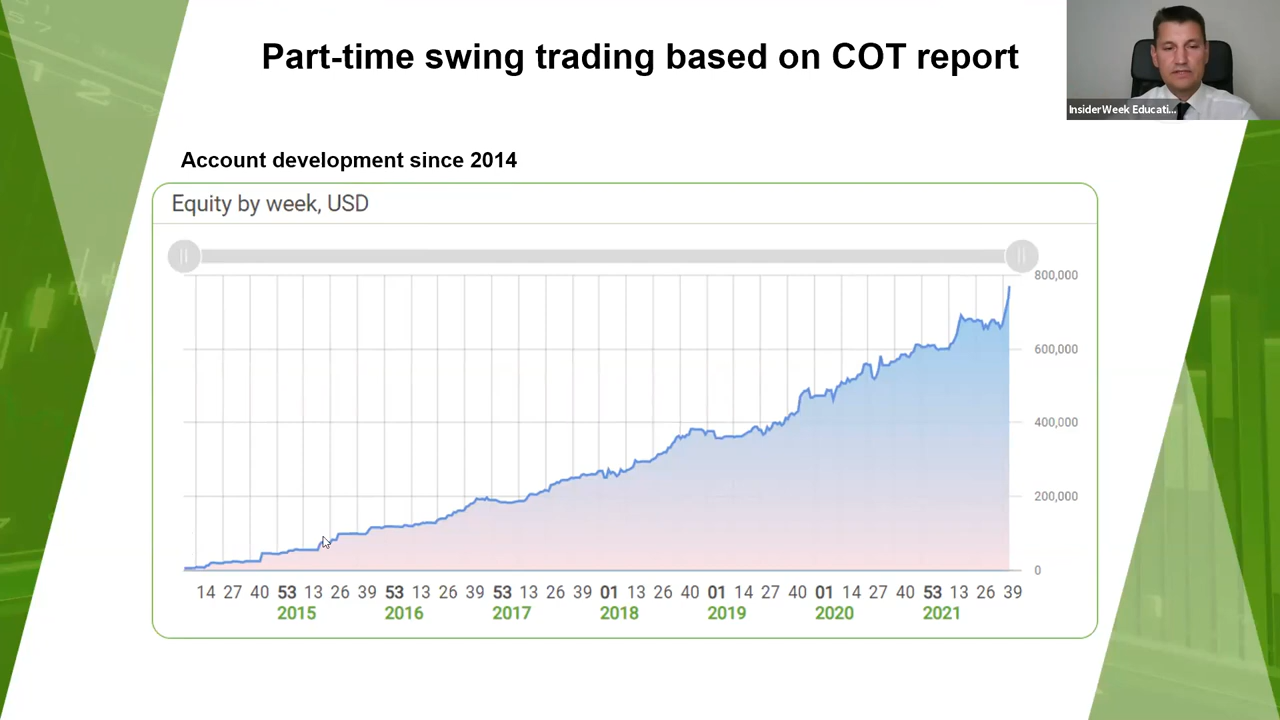 Part-time swing trading based on COT report
InsiderWeek Educati...
Account development since 2014
Equity by week, USD
800,000
600,000
400,000
200,000
0
14 27 40 53 13 26 39 53 13 26 39 53 13 26 39 01 13 26 40 01 14 27 40 01 14 27 40 53 13 26 39
2015 2016 2017 2018 2019 2020 2021